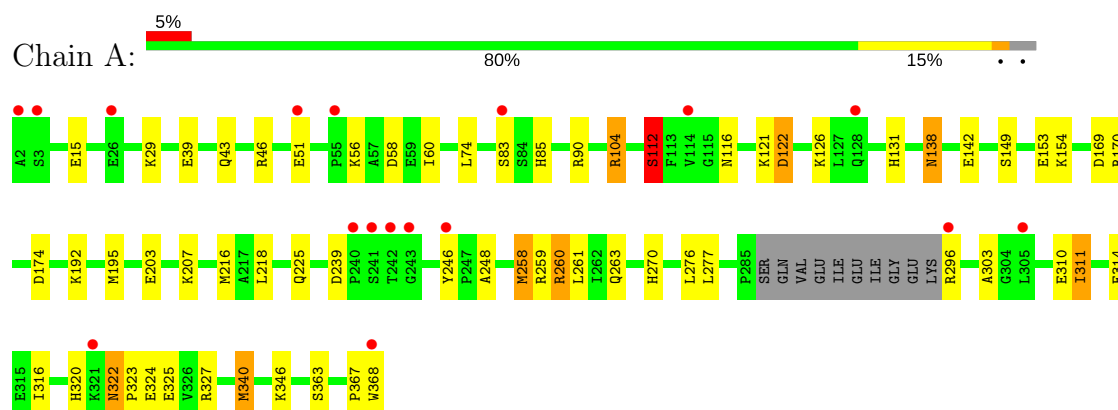 5%
Chain A:
80% 15% • •
A2 S3 E15 E26 K29 E39 Q43 R46 E51 P55 K56 A57 D58 E59 I60 L74 S83 S84 H85 R90 R104 S112 F113 V114 G115 N116 K121 D122 K126 E127 Q128 H131 N138 E142 S149 E153 K154 D169
D174 K192 M195 E203 K207 M216 A217 L218 Q225 D239 P240 S241 T242 G243 Y246 P247 A248 M258 R259 R260 L261 I262 Q263 H270 L276 L277 P285 SER GLN VAL GLU ILE GLU ILE GLY GLU LYS R296 A303 G304 L305 E310 I311
E315 I316 H320 K321 N322 P323 E324 E325 V326 R327 M340 K346 S363 P367 W368